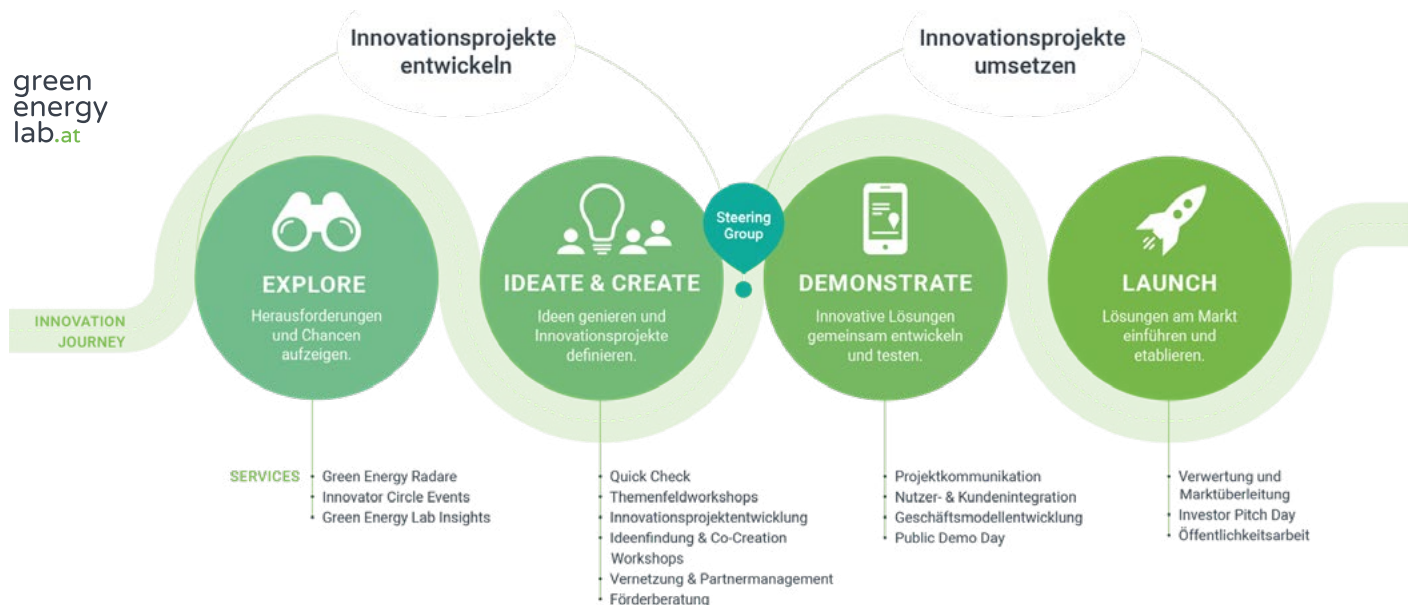 Innovationsprojekte
entwickeln
Innovationsprojekte
umsetzen
green
energy
lab.at
Steering
Group
EXPLORE
Herausforderungen
und Chancen
aufzeigen.
IDEATE & CREATE
Ideen genieren und
Innovationsprojekte
definieren.
DEMONSTRATE
Innovative Lösungen
gemeinsam entwickeln
und testen.
LAUNCH
Lösungen am Markt
einführen und
etablieren.
INNOVATION
JOURNEY
SERVICES
• Green Energy Radare
• Innovator Circle Events
• Green Energy Lab Insights
• Quick Check
• Themenfeldworkshops
• Innovationsprojektentwicklung
• Ideenfindung & Co-Creation
Workshops
• Vernetzung & Partnermanagement
• Förderberatung
• Projektkommunikation
• Nutzer- & Kundenintegration
• Geschäftsmodellentwicklung
• Public Demo Day
• Verwertung und
Marktüberleitung
• Investor Pitch Day
• Öffentlichkeitsarbeit